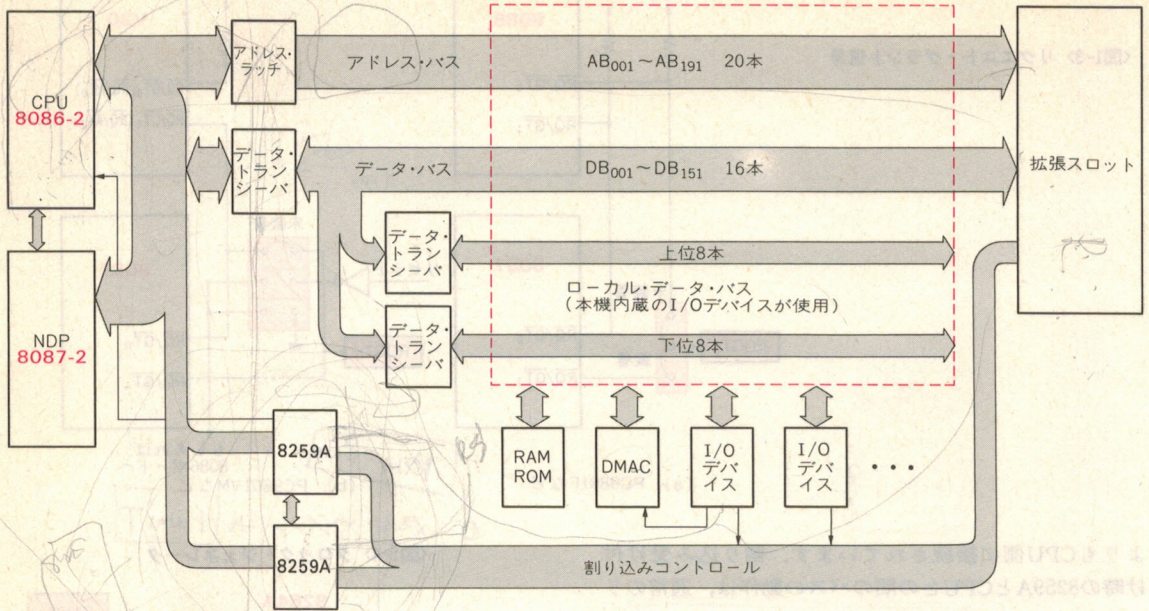 CPU
8086-2
アドレス・
ラッチ
アドレス・バス
AB001～AB191 20本
データ・
トラン
シーバ
データ・バス
DB001～DB151 16本
拡張スロット
データ・
トラン
シーバ
上位8本
ローカル・データ・バス
(本機内蔵のI/Oデバイスが使用)
NDP
8087-2
データ・
トラン
シーバ
下位8本
8259A
RAM
ROM
DMAC
I/O
デバ
イス
I/O
デバ
イス
・・・
8259A
割り込みコントロール